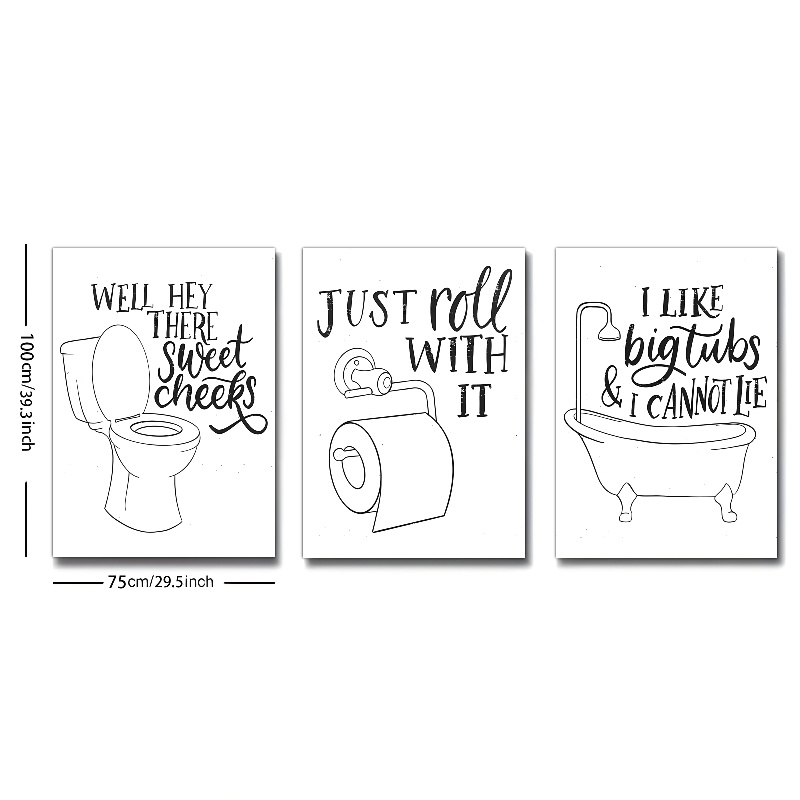 WELL HEY
THERE
sweet
cheeks
JUST roll
WITH
IT
I LIKE
big tubs
& I CANNOT LIE
100cm/39.3inch
75cm/29.5inch